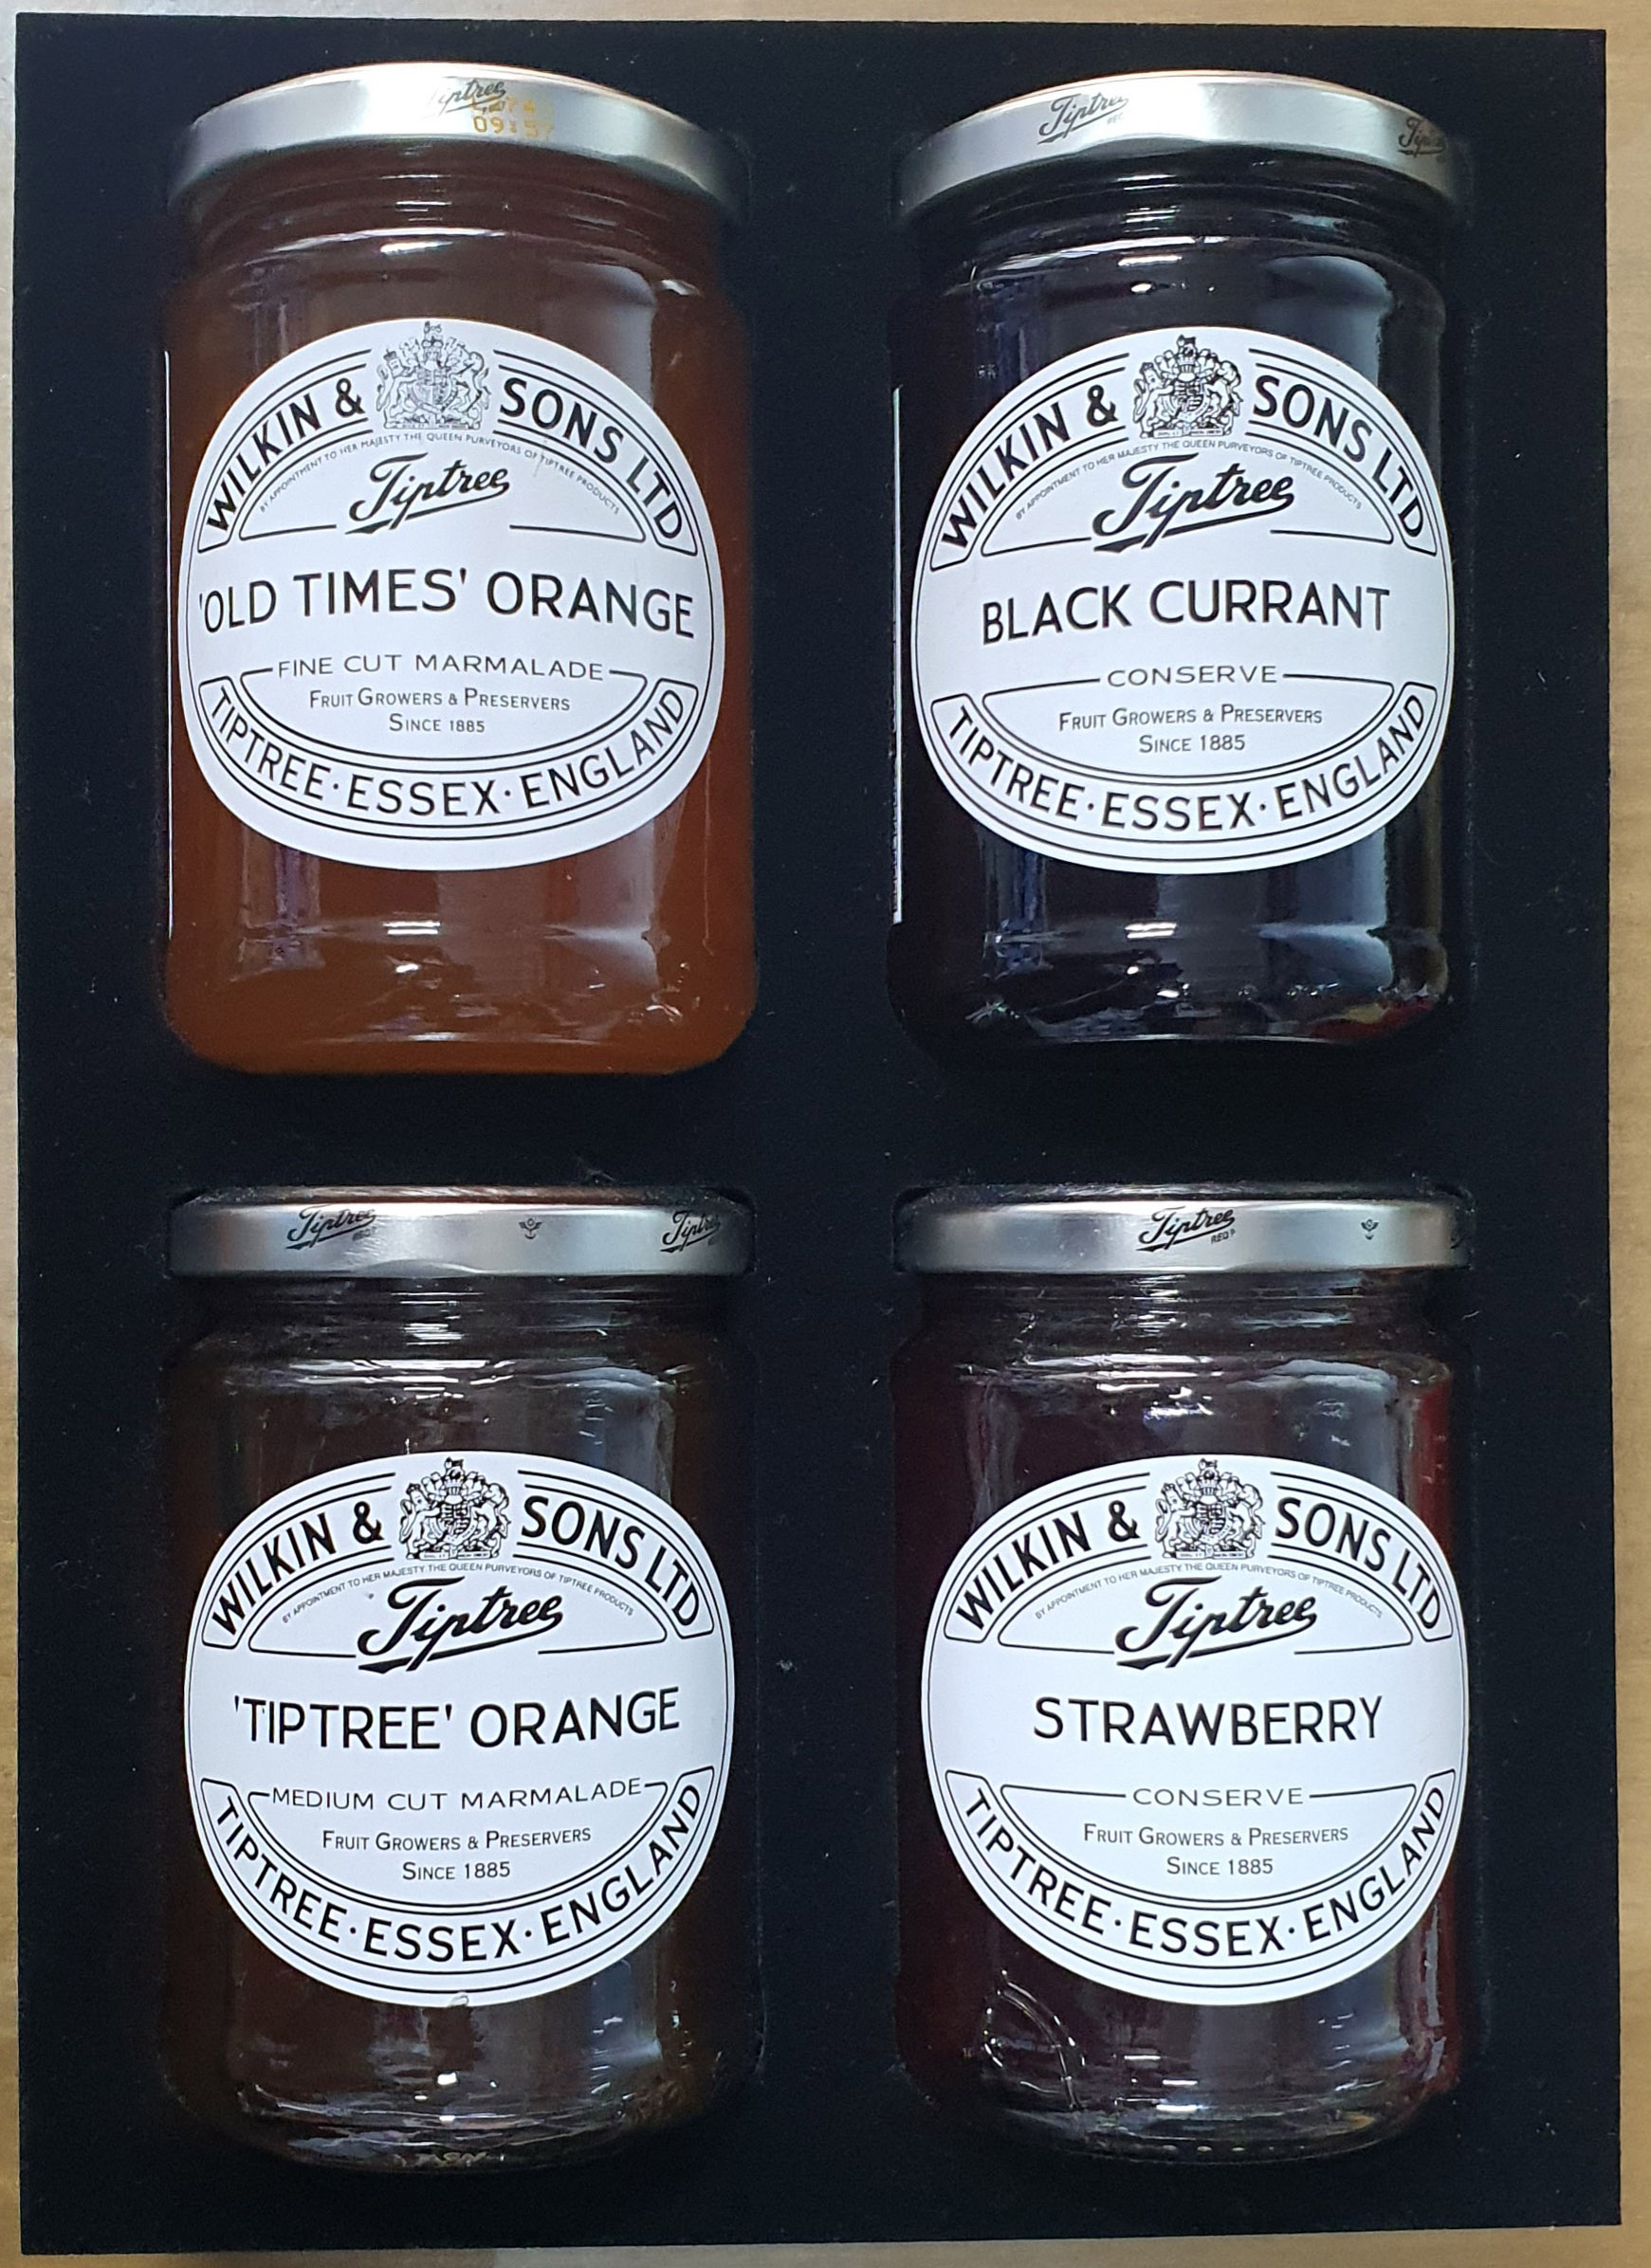 Tiptree
09:57
WILKIN & SONS LTD
BY APPOINTMENT TO HER MAJESTY THE QUEEN PURVEYORS OF TIPTREE PRODUCTS
Tiptree
'OLD TIMES' ORANGE
FINE CUT MARMALADE
FRUIT GROWERS & PRESERVERS
SINCE 1885
TIPTREE·ESSEX·ENGLAND
Tiptree
Tiptree
WILKIN & SONS LTD
BY APPOINTMENT TO HER MAJESTY THE QUEEN PURVEYORS OF TIPTREE PRODUCTS
Tiptree
BLACK CURRANT
CONSERVE
FRUIT GROWERS & PRESERVERS
SINCE 1885
TIPTREE·ESSEX·ENGLAND
Tiptree
Tiptree
WILKIN & SONS LTD
BY APPOINTMENT TO HER MAJESTY THE QUEEN PURVEYORS OF TIPTREE PRODUCTS
Tiptree
'TIPTREE' ORANGE
MEDIUM CUT MARMALADE
FRUIT GROWERS & PRESERVERS
SINCE 1885
TIPTREE·ESSEX·ENGLAND
Tiptree
REGD
WILKIN & SONS LTD
BY APPOINTMENT TO HER MAJESTY THE QUEEN PURVEYORS OF TIPTREE PRODUCTS
Tiptree
STRAWBERRY
CONSERVE
FRUIT GROWERS & PRESERVERS
SINCE 1885
TIPTREE·ESSEX·ENGLAND